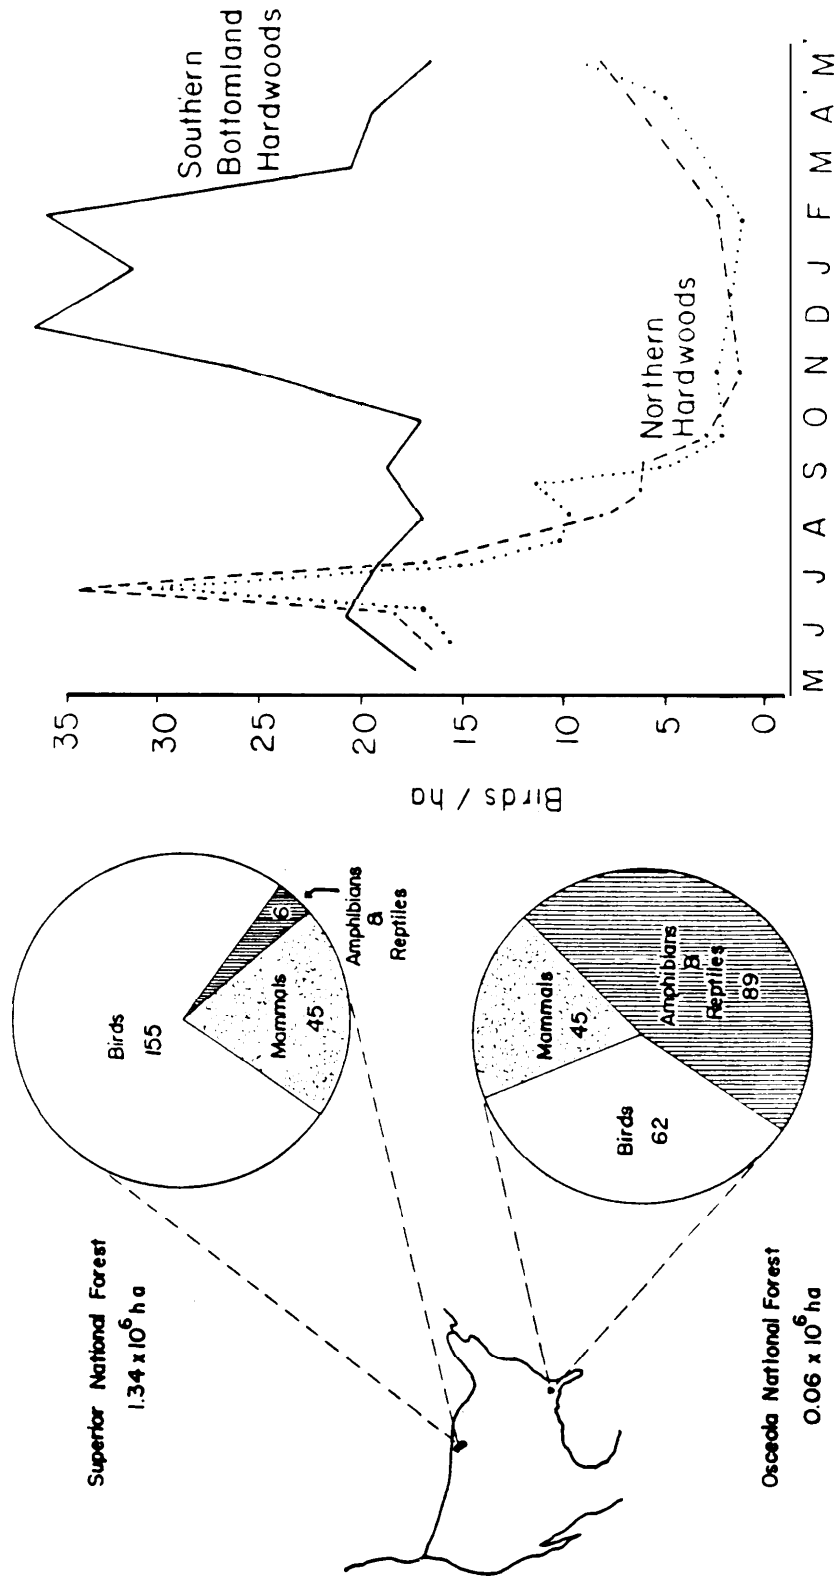 Superior National Forest
1.34 x 10⁶ ha
Birds
155
6
Mammals
45
Amphibians
&
Reptiles
Mammals
45
Birds
62
Amphibians
&
Reptiles
89
Osceola National Forest
0.06 x 10⁶ ha
Birds / ha
35
30
25
20
15
10
5
0
Southern
Bottomland
Hardwoods
Northern
Hardwoods
M J J A S O N D J F M A M